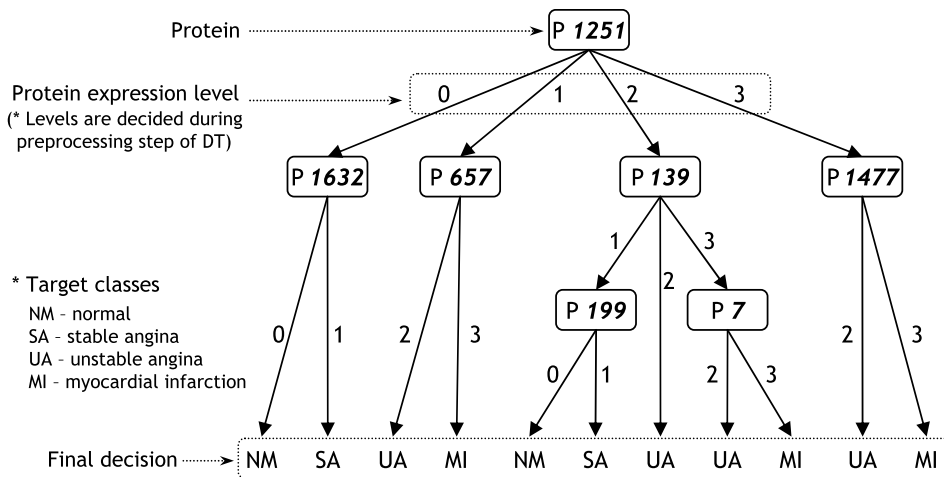 Protein
P 1251
Protein expression level
(* Levels are decided during
preprocessing step of DT)
0 1 2 3
P 1632 P 657 P 139 P 1477
1 2 3
P 199 P 7
* Target classes
NM – normal
SA – stable angina
UA – unstable angina
MI – myocardial infarction
0 1 2 3 0 1 2 3 2 3
Final decision
NM SA UA MI NM SA UA UA MI UA MI